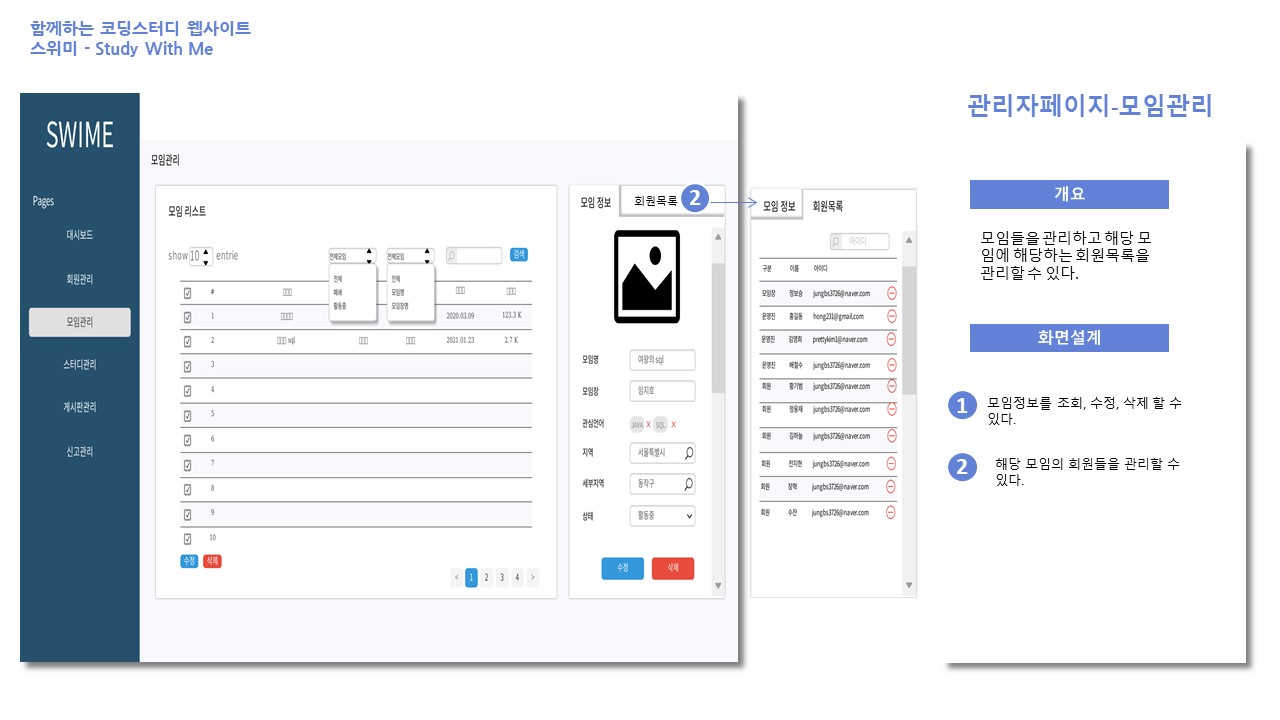 함께하는 코딩스터디 웹사이트
스위미 - Study With Me
관리자페이지-모임관리
SWIME
Pages
대시보드
회원관리
모임관리
스터디관리
게시판관리
신고관리
모임관리
모임 리스트
show 10 entrie
전체모임
전체
폐쇄
활동중
전체모임
전체
모임명
모임장명
검색
#
1 2020.03.09 123.3 K
2 sql 2021.01.23 2.7 K
3
4
5
6
7
8
9
10
수정 삭제
< 1 2 3 4 >
모임 정보 회원목록 2
모임명 여왕의 sql
모임장 임지호
관심언어 JAVA X SQL X
지역 서울특별시
세부지역 동작구
상태 활동중
수정 삭제
모임 정보 회원목록
아이디
구분 이름 아이디
모임장 정보승 jungbs3726@naver.com
운영진 홍길동 hong231@gmail.com
운영진 김영희 prettykim1@naver.com
운영진 배철수 jungbs3726@naver.com
회원 황기범 jungbs3726@naver.com
회원 정용재 jungbs3726@naver.com
회원 김하늘 jungbs3726@naver.com
회원 전지현 jungbs3726@naver.com
회원 장혁 jungbs3726@naver.com
회원 수잔 jungbs3726@naver.com
개요
모임들을 관리하고 해당 모
임에 해당하는 회원목록을
관리할 수 있다.
화면설계
1 모임정보를 조회, 수정, 삭제 할 수
있다.
2 해당 모임의 회원들을 관리할 수
있다.